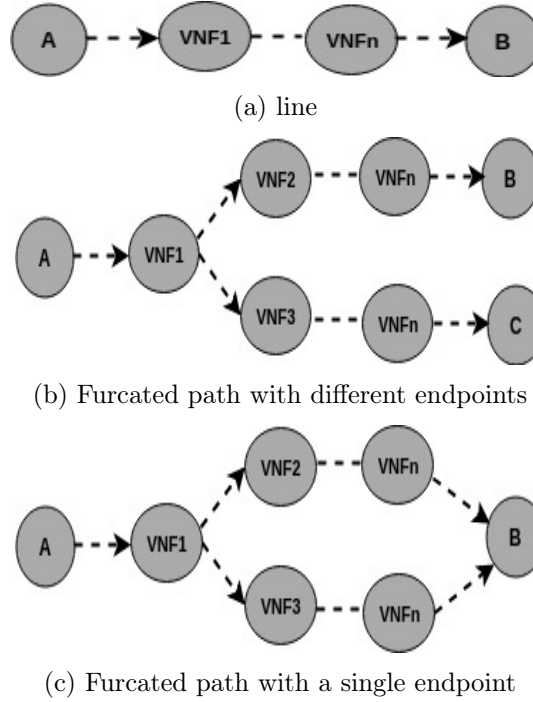 A VNF1 VNFn B
(a) line
VNF2 VNFn B
A VNF1
VNF3 VNFn C
(b) Furcated path with different endpoints
VNF2 VNFn
A VNF1 B
VNF3 VNFn
(c) Furcated path with a single endpoint